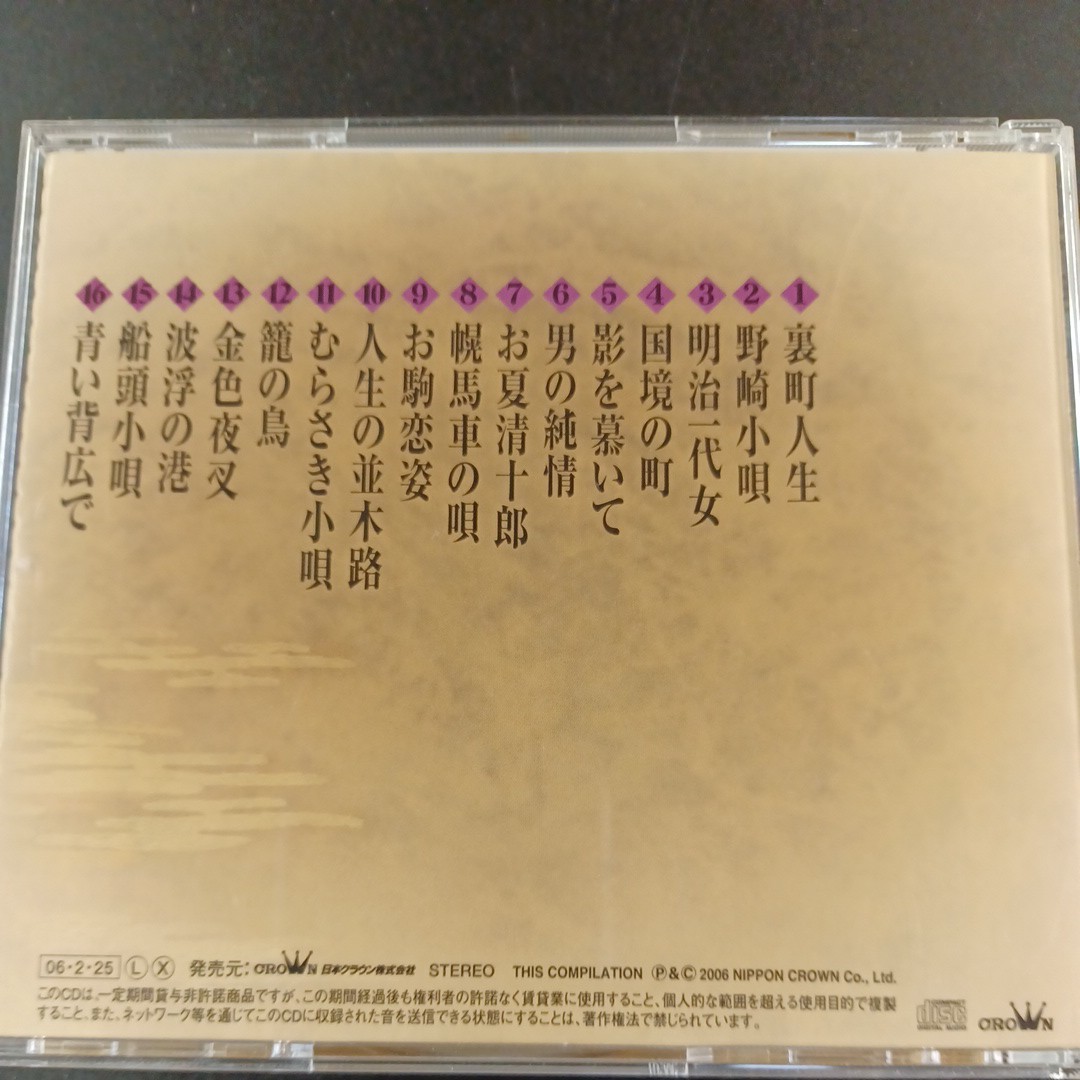 1 裏町人生
2 野崎小唄
3 明治一代女
4 国境の町
5 影を慕いて
6 男の純情
7 お夏清十郎
8 幌馬車の唄
9 お駒恋姿
10 人生の並木路
11 むらさき小唄
12 籠の鳥
13 金色夜叉
14 波浮の港
15 船頭小唄
16 青い背広で
06・2・25 Ⓛ Ⓧ 発売元：CROWN 日本クラウン株式会社 STEREO THIS COMPILATION Ⓟ&© 2006 NIPPON CROWN Co., Ltd.
このCDは、一定期間貸与非許諾商品ですが、この期間経過後も権利者の許諾なく賃貸業に使用すること、個人的な範囲を超える使用目的で複製
すること、また、ネットワーク等を通じてこのCDに収録された音を送信できる状態にすることは、著作権法で禁じられています。
disc
CROWN